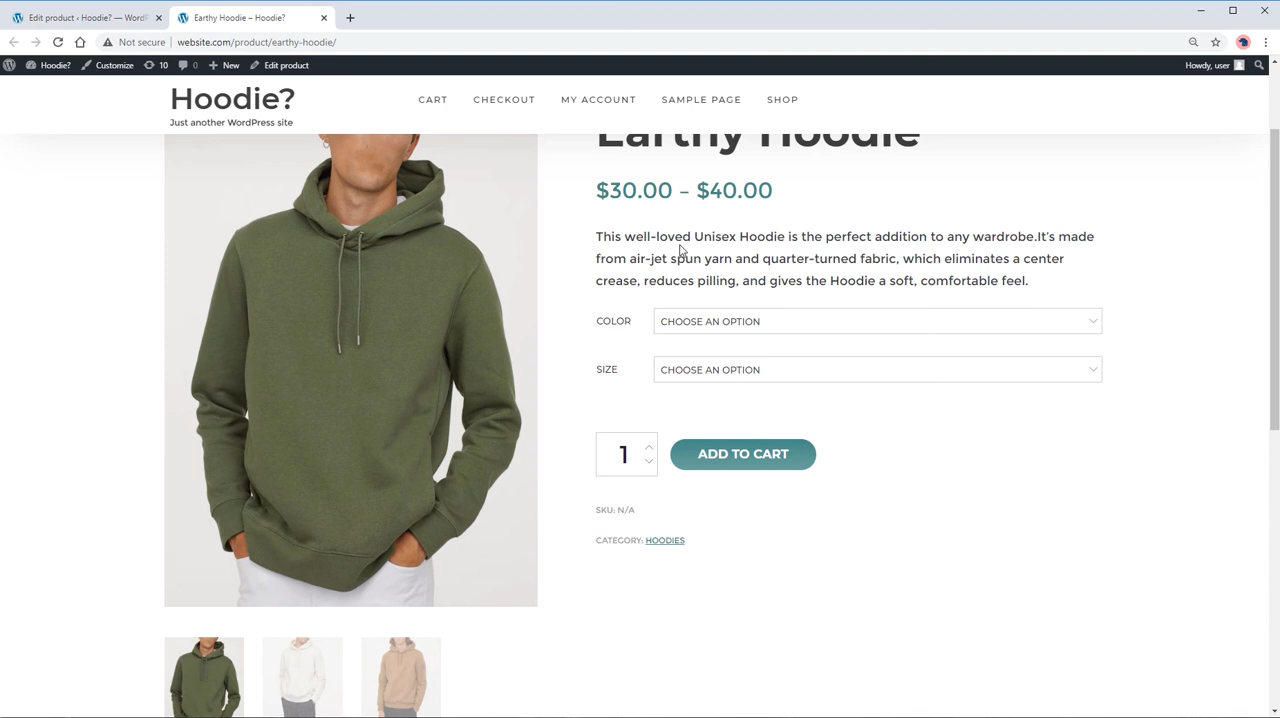 Edit product ‹ Hoodie? — WordP
Earthy Hoodie – Hoodie?
Not secure | website.com/product/earthy-hoodie/
Hoodie? Customize 10 0 New Edit product Howdy, user
Hoodie?
Just another WordPress site
CART CHECKOUT MY ACCOUNT SAMPLE PAGE SHOP
Earthy Hoodie
$30.00 – $40.00
This well-loved Unisex Hoodie is the perfect addition to any wardrobe.It's made
from air-jet spun yarn and quarter-turned fabric, which eliminates a center
crease, reduces pilling, and gives the Hoodie a soft, comfortable feel.
COLOR CHOOSE AN OPTION
SIZE CHOOSE AN OPTION
1 ADD TO CART
SKU: N/A
CATEGORY: HOODIES